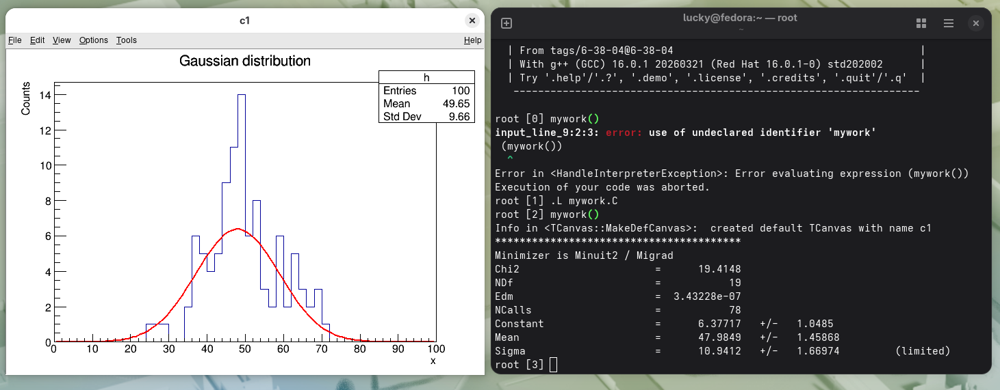 c1
File Edit View Options Tools Help
Gaussian distribution
h
Entries 100
Mean 49.65
Std Dev 9.66
Counts
14
12
10
8
6
4
2
0
0 10 20 30 40 50 60 70 80 90 100
x
lucky@fedora:~ — root
~
| From tags/6-38-04@6-38-04 |
| With g++ (GCC) 16.0.1 20260321 (Red Hat 16.0.1-0) std202002 |
| Try '.help'/'.?', '.demo', '.license', '.credits', '.quit'/'.q' |
------------------------------------------------------------------
root [0] mywork()
input_line_9:2:3: error: use of undeclared identifier 'mywork'
(mywork())
^
Error in <HandleInterpreterException>: Error evaluating expression (mywork())
Execution of your code was aborted.
root [1] .L mywork.C
root [2] mywork()
Info in <TCanvas::MakeDefCanvas>: created default TCanvas with name c1
****************************************
Minimizer is Minuit2 / Migrad
Chi2 = 19.4148
NDf = 19
Edm = 3.43228e-07
NCalls = 78
Constant = 6.37717 +/- 1.0485
Mean = 47.9849 +/- 1.45868
Sigma = 10.9412 +/- 1.66974 (limited)
root [3]